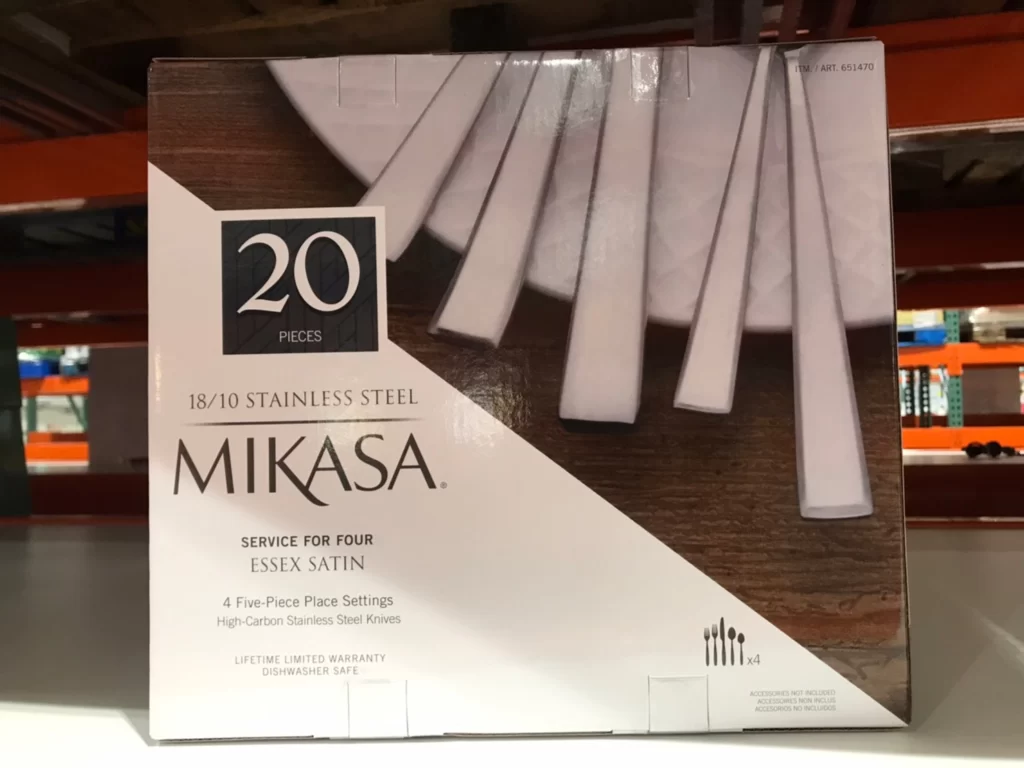 ITM. / ART. 651470
20
PIECES
18/10 STAINLESS STEEL
MIKASA®
SERVICE FOR FOUR
ESSEX SATIN
4 Five-Piece Place Settings
High-Carbon Stainless Steel Knives
LIFETIME LIMITED WARRANTY
DISHWASHER SAFE
x4
ACCESSORIES NOT INCLUDED
ACCESSOIRES NON INCLUS
ACCESORIOS NO INCLUIDOS